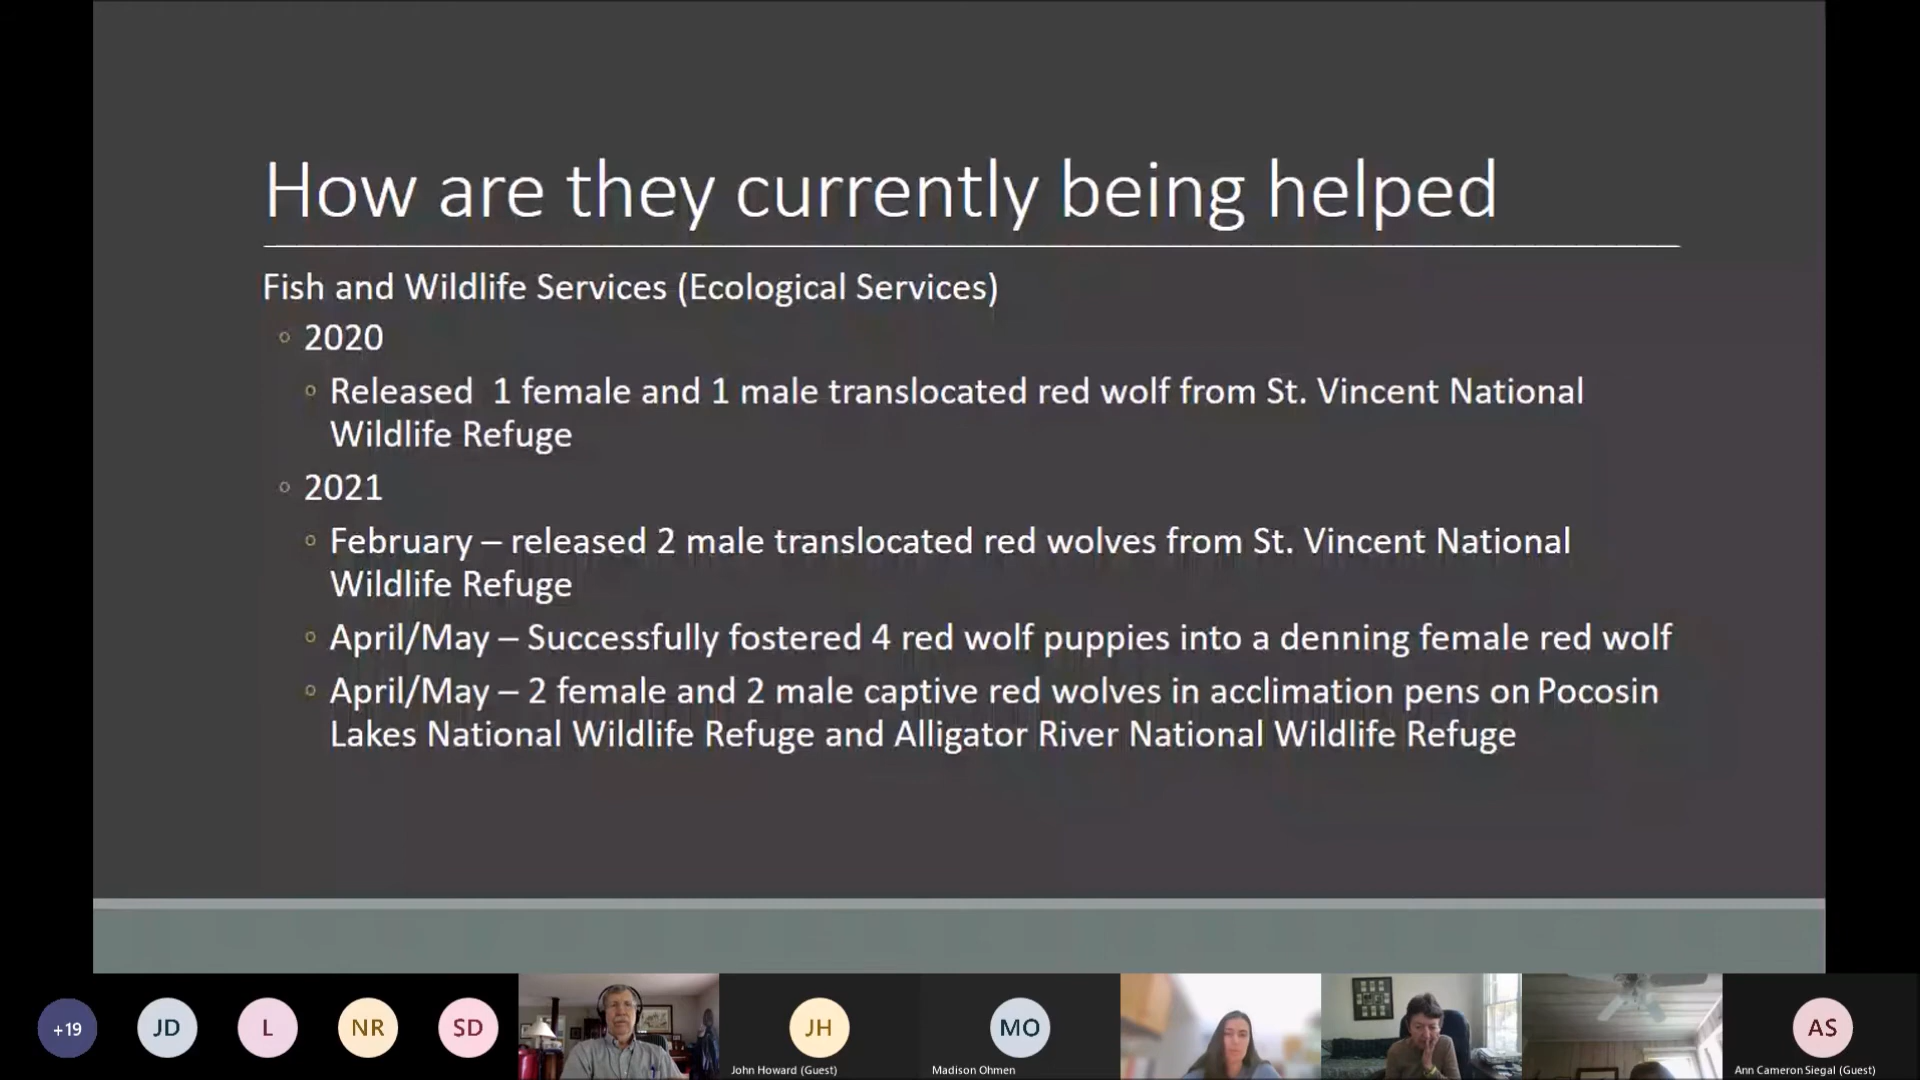 How are they currently being helped
Fish and Wildlife Services (Ecological Services)
◦ 2020
◦ Released 1 female and 1 male translocated red wolf from St. Vincent National
Wildlife Refuge
◦ 2021
◦ February – released 2 male translocated red wolves from St. Vincent National
Wildlife Refuge
◦ April/May – Successfully fostered 4 red wolf puppies into a denning female red wolf
◦ April/May – 2 female and 2 male captive red wolves in acclimation pens on Pocosin
Lakes National Wildlife Refuge and Alligator River National Wildlife Refuge
+19
JD
L
NR
SD
JH
John Howard (Guest)
MO
Madison Ohmen
AS
Ann Cameron Siegal (Guest)